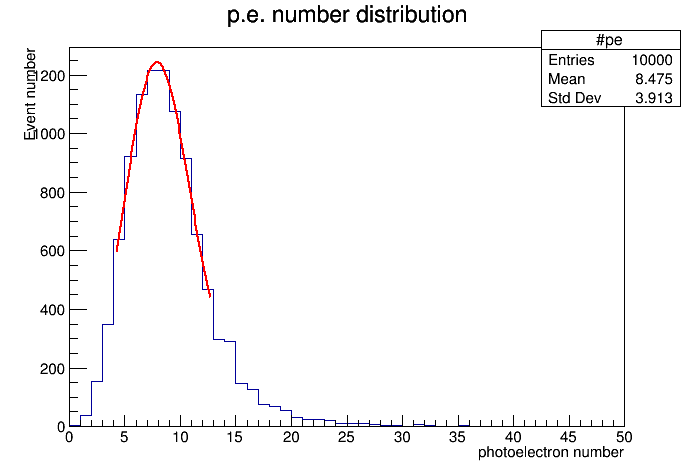 p.e. number distribution
#pe
Entries 10000
Mean 8.475
Std Dev 3.913
Event number
1200
1000
800
600
400
200
0
0 5 10 15 20 25 30 35 40 45 50
photoelectron number